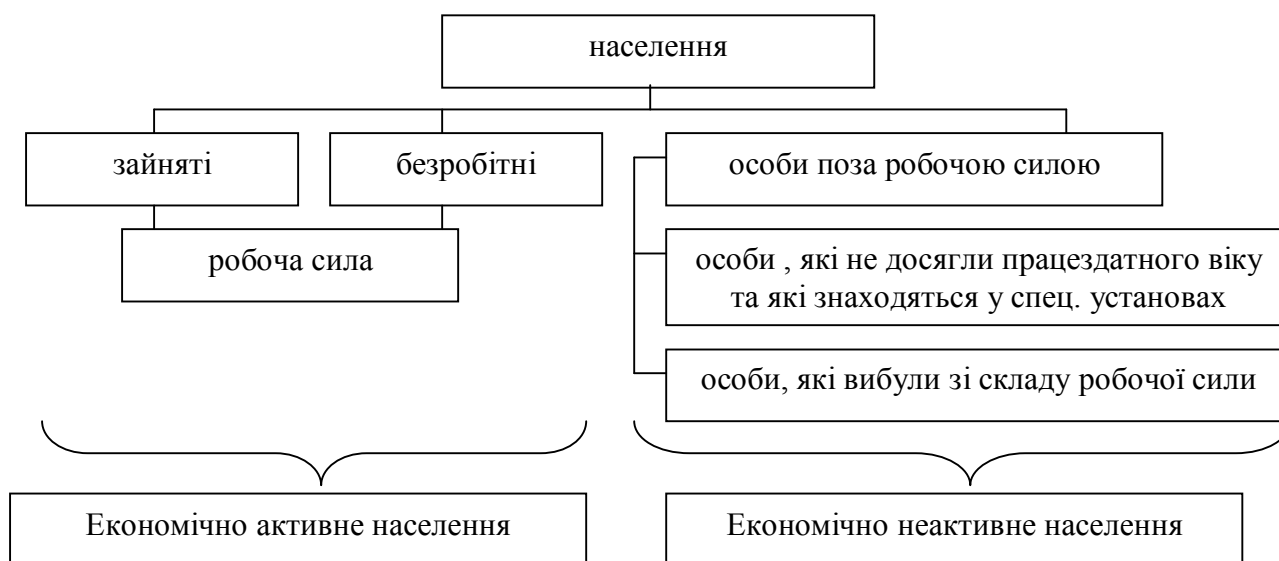 населення
зайняті
безробітні
особи поза робочою силою
робоча сила
особи , які не досягли працездатного віку
та які знаходяться у спец. установах
особи, які вибули зі складу робочої сили
Економічно активне населення
Економічно неактивне населення